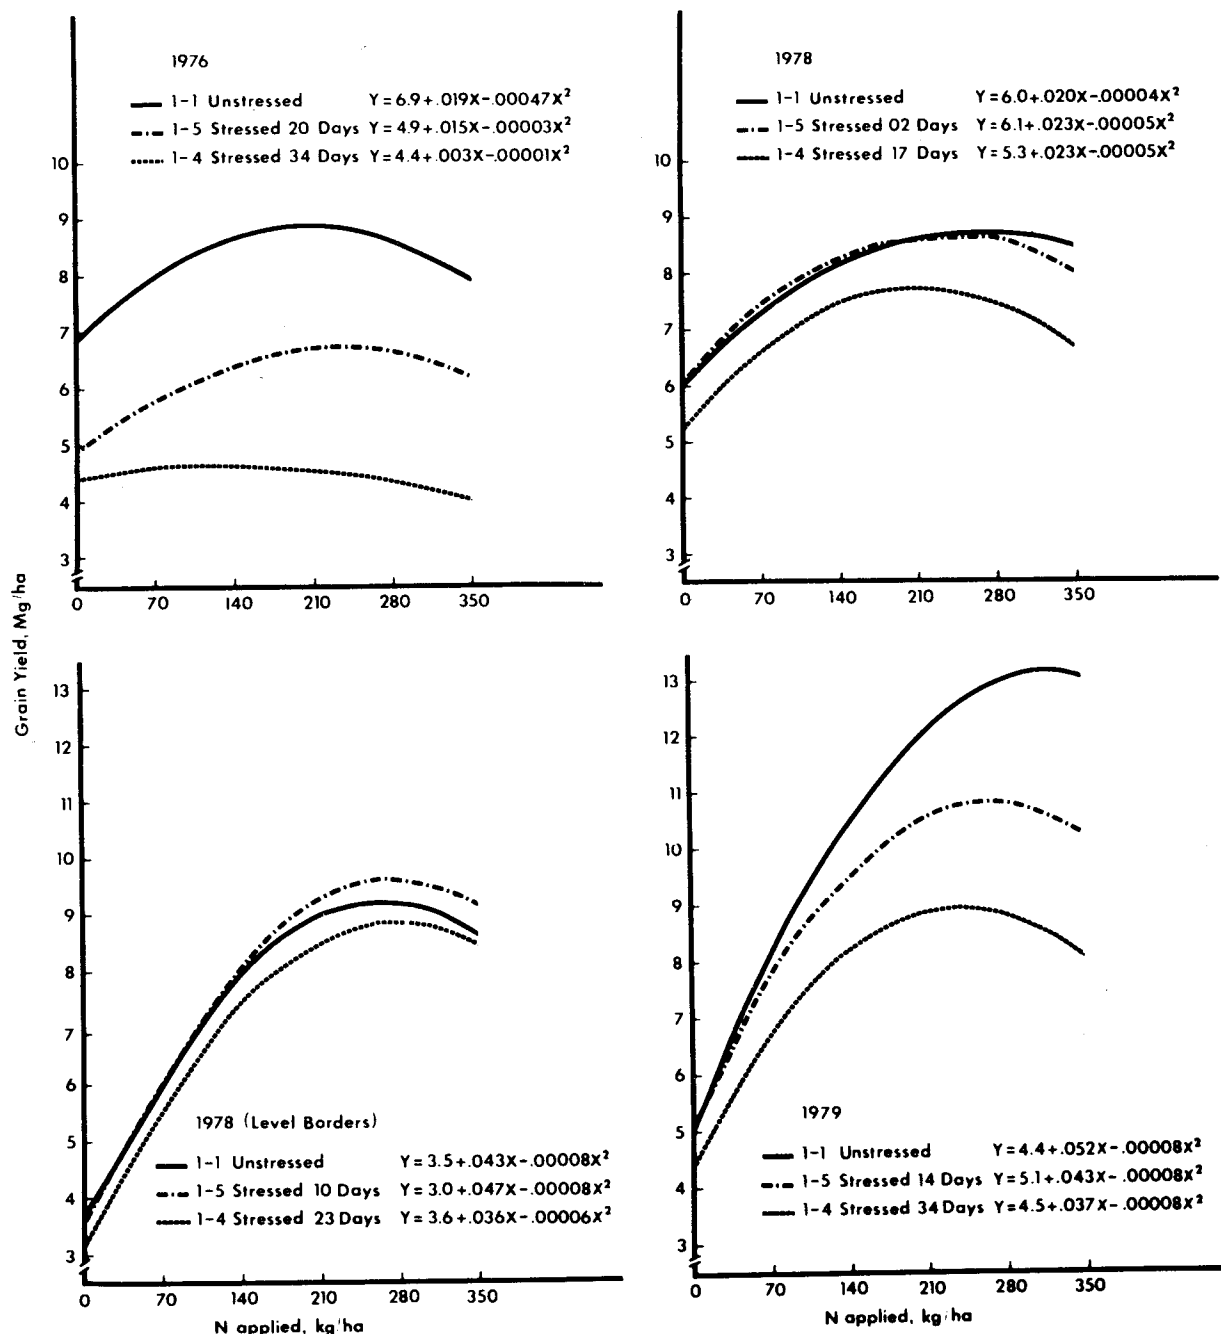 1976
1-1 Unstressed Y=6.9+.019X-.00047X²
1-5 Stressed 20 Days Y=4.9+.015X-.00003X²
1-4 Stressed 34 Days Y=4.4+.003X-.00001X²
10
9
8
7
6
5
4
3
0 70 140 210 280 350
1978
1-1 Unstressed Y=6.0+.020X-.00004X²
1-5 Stressed 02 Days Y=6.1+.023X-.00005X²
1-4 Stressed 17 Days Y=5.3+.023X-.00005X²
10
9
8
7
6
5
4
3
0 70 140 210 280 350
Grain Yield, Mg/ha
13
12
11
10
9
8
7
6
5
4
3
1978 (Level Borders)
1-1 Unstressed Y=3.5+.043X-.00008X²
1-5 Stressed 10 Days Y=3.0+.047X-.00008X²
1-4 Stressed 23 Days Y=3.6+.036X-.00006X²
0 70 140 210 280 350
N applied, kg/ha
13
12
11
10
9
8
7
6
5
4
3
1979
1-1 Unstressed Y=4.4+.052X-.00008X²
1-5 Stressed 14 Days Y=5.1+.043X-.00008X²
1-4 Stressed 34 Days Y=4.5+.037X-.00008X²
0 70 140 210 280 350
N applied, kg/ha